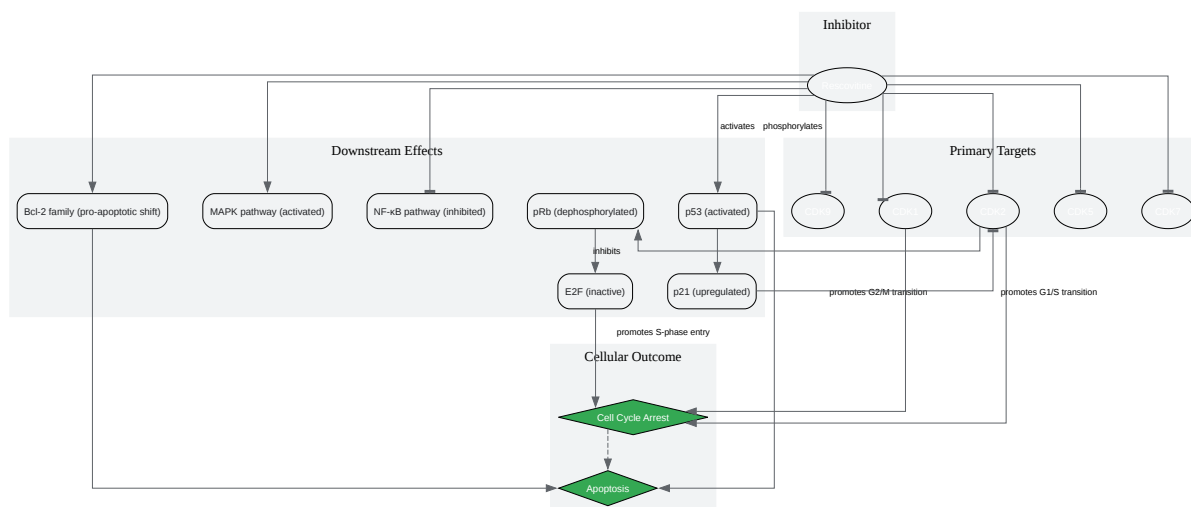 Inhibitor
activates
phosphorylates
Downstream Effects
Primary Targets
Bcl-2 family (pro-apoptotic shift)
MAPK pathway (activated)
NF-κB pathway (inhibited)
pRb (dephosphorylated)
p53 (activated)
inhibits
E2F (inactive)
p21 (upregulated)
promotes G2/M transition
promotes G1/S transition
promotes S-phase entry
Cellular Outcome
Cell Cycle Arrest
Apoptosis